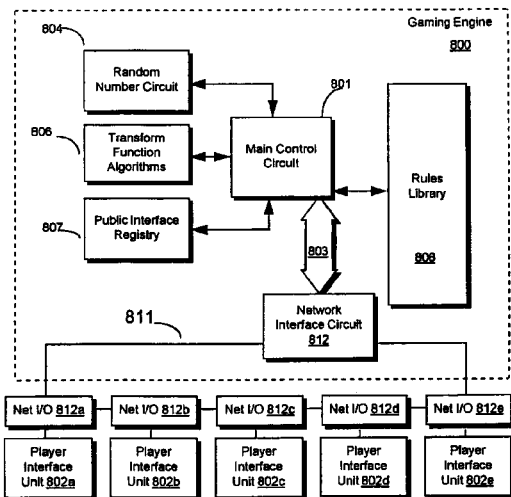 Gaming Engine
800
804
Random
Number Circuit
801
806
Transform
Function
Algorithms
Main Control
Circuit
Rules
Library
808
807
Public Interface
Registry
803
811
Network
Interface Circuit
812
Net I/O 812a
Net I/O 812b
Net I/O 812c
Net I/O 812d
Net I/O 812e
Player
Interface
Unit 802a
Player
Interface
Unit 802b
Player
Interface
Unit 802c
Player
Interface
Unit 802d
Player
Interface
Unit 802e